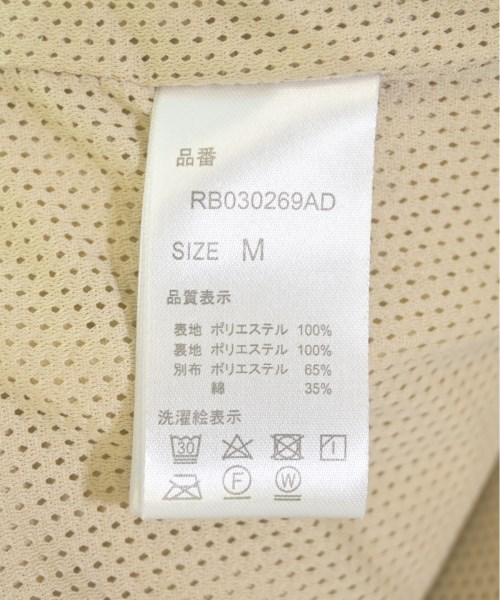 品番
RB030269AD
SIZE M
品質表示
表地 ポリエステル 100%
裏地 ポリエステル 100%
別布 ポリエステル 65%
綿 35%
洗濯絵表示
30
F W